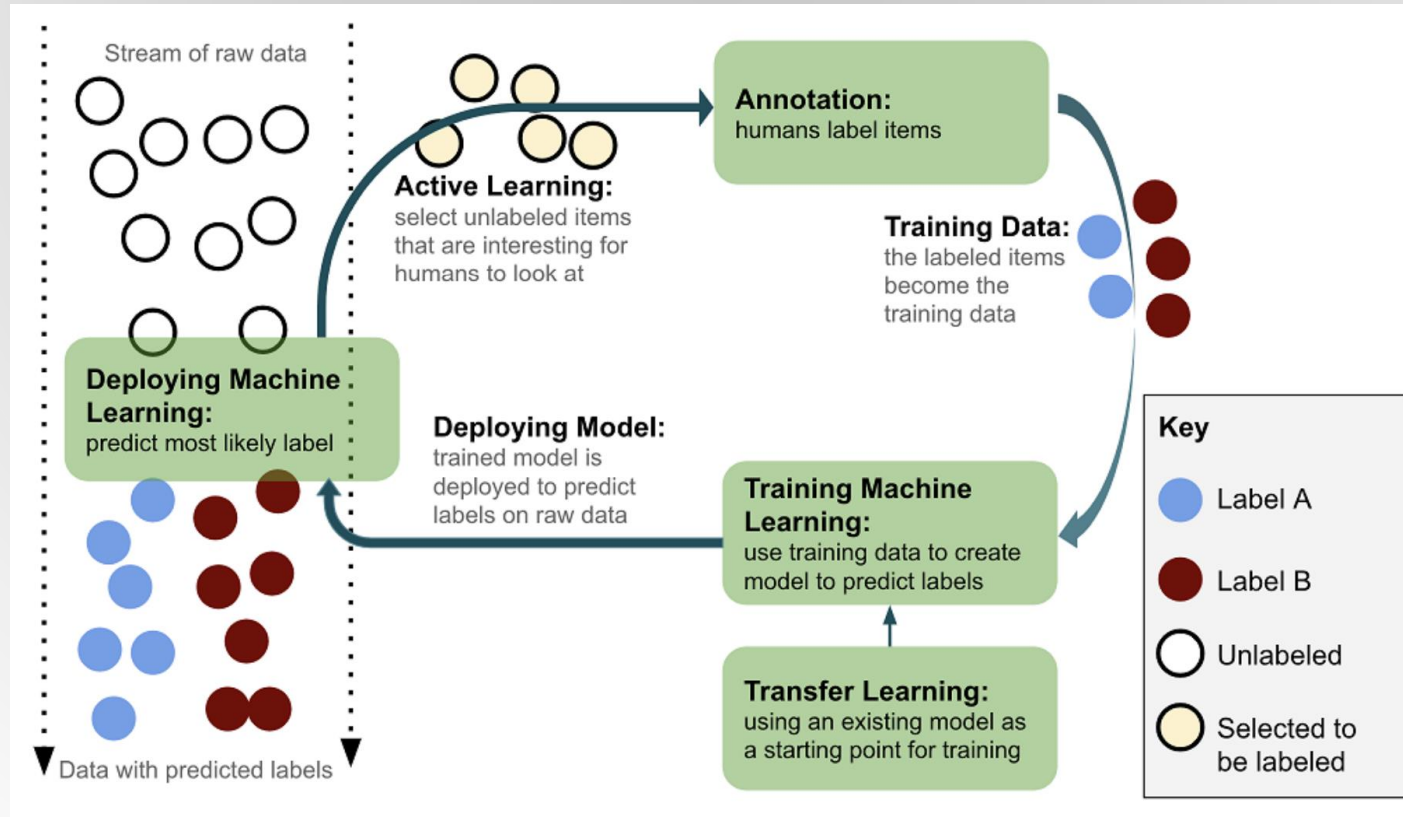 Stream of raw data
Annotation:
humans label items
Active Learning:
select unlabeled items
that are interesting for
humans to look at
Training Data:
the labeled items
become the
training data
Deploying Machine
Learning:
predict most likely label
Deploying Model:
trained model is
deployed to predict
labels on raw data
Training Machine
Learning:
use training data to create
model to predict labels
Transfer Learning:
using an existing model as
a starting point for training
Data with predicted labels
Key
Label A
Label B
Unlabeled
Selected to
be labeled